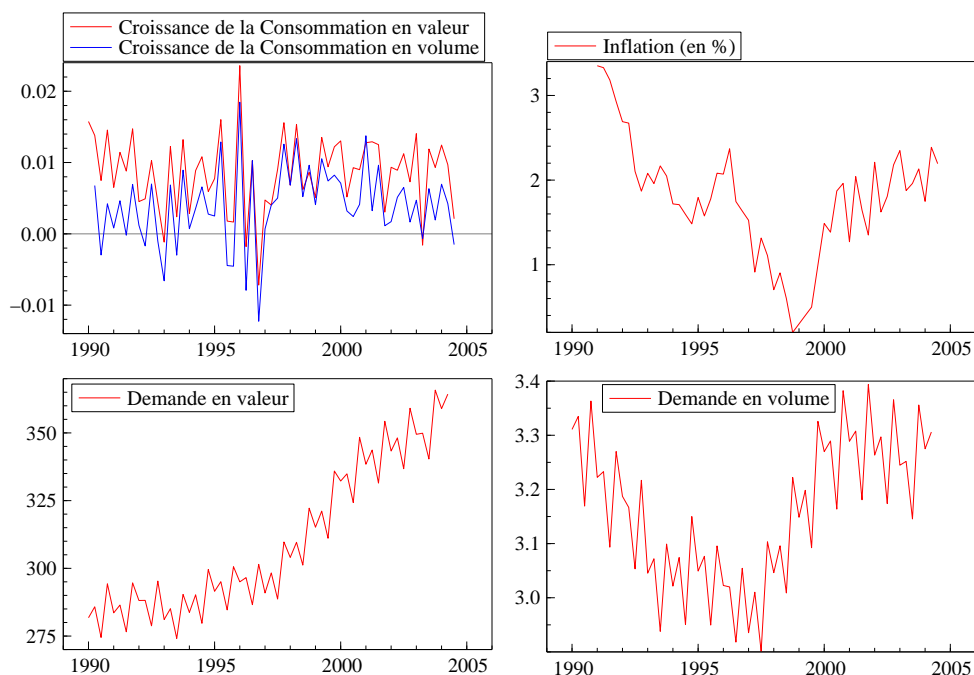 Croissance de la Consommation en valeur
Croissance de la Consommation en volume
0.02
0.01
0.00
−0.01
1990 1995 2000 2005
Inflation (en %)
3
2
1
1990 1995 2000 2005
Demande en valeur
350
325
300
275
1990 1995 2000 2005
3.4
Demande en volume
3.3
3.2
3.1
3.0
1990 1995 2000 2005